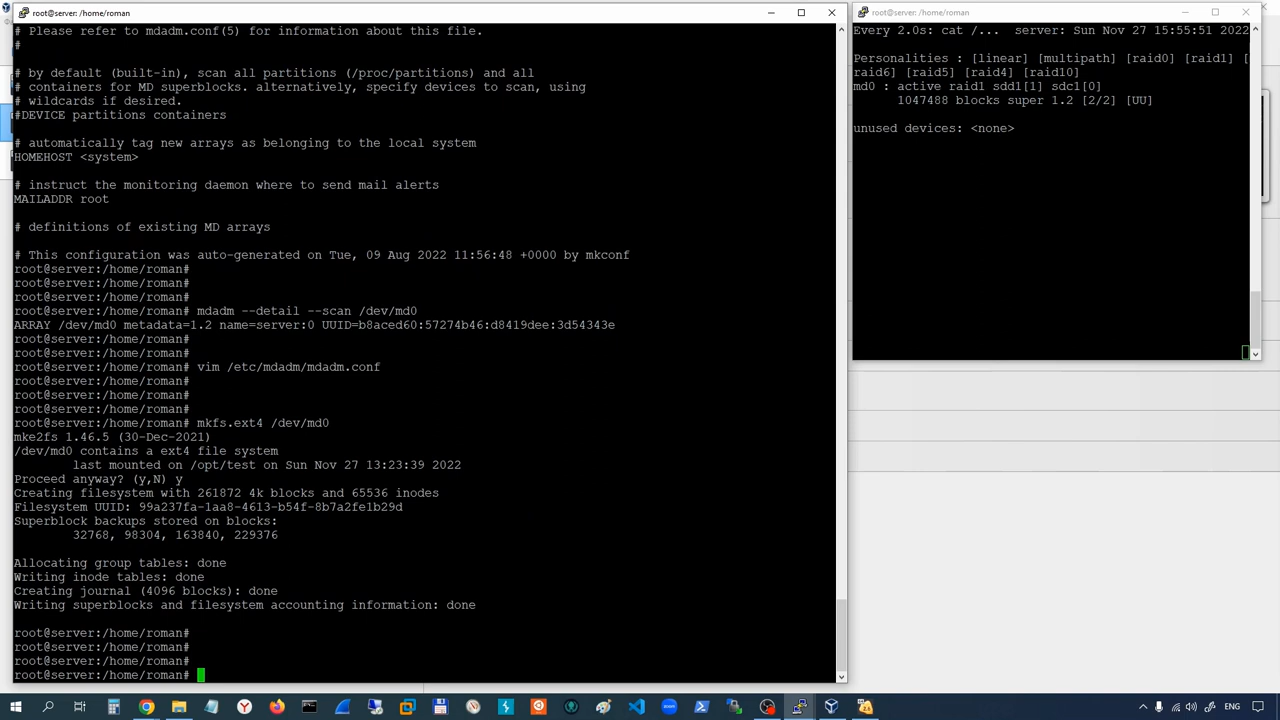 root@server: /home/roman
# Please refer to mdadm.conf(5) for information about this file.
#
# by default (built-in), scan all partitions (/proc/partitions) and all
# containers for MD superblocks. alternatively, specify devices to scan, using
# wildcards if desired.
#DEVICE partitions containers
# automatically tag new arrays as belonging to the local system
HOMEHOST <system>
# instruct the monitoring daemon where to send mail alerts
MAILADDR root
# definitions of existing MD arrays
# This configuration was auto-generated on Tue, 09 Aug 2022 11:56:48 +0000 by mkconf
root@server:/home/roman#
root@server:/home/roman#
root@server:/home/roman#
root@server:/home/roman# mdadm --detail --scan /dev/md0
ARRAY /dev/md0 metadata=1.2 name=server:0 UUID=b8aced60:57274b46:d8419dee:3d54343e
root@server:/home/roman#
root@server:/home/roman#
root@server:/home/roman# vim /etc/mdadm/mdadm.conf
root@server:/home/roman#
root@server:/home/roman#
root@server:/home/roman#
root@server:/home/roman# mkfs.ext4 /dev/md0
mke2fs 1.46.5 (30-Dec-2021)
/dev/md0 contains a ext4 file system
last mounted on /opt/test on Sun Nov 27 13:23:39 2022
Proceed anyway? (y,N) y
Creating filesystem with 261872 4k blocks and 65536 inodes
Filesystem UUID: 99a237fa-1aa8-4613-b54f-8b7a2fe1b29d
Superblock backups stored on blocks:
32768, 98304, 163840, 229376
Allocating group tables: done
Writing inode tables: done
Creating journal (4096 blocks): done
Writing superblocks and filesystem accounting information: done
root@server:/home/roman#
root@server:/home/roman#
root@server:/home/roman#
root@server:/home/roman#
root@server: /home/roman
Every 2.0s: cat /... server: Sun Nov 27 15:55:51 2022
Personalities : [linear] [multipath] [raid0] [raid1] [
raid6] [raid5] [raid4] [raid10]
md0 : active raid1 sdd1[1] sdc1[0]
1047488 blocks super 1.2 [2/2] [UU]
unused devices: <none>
ENG